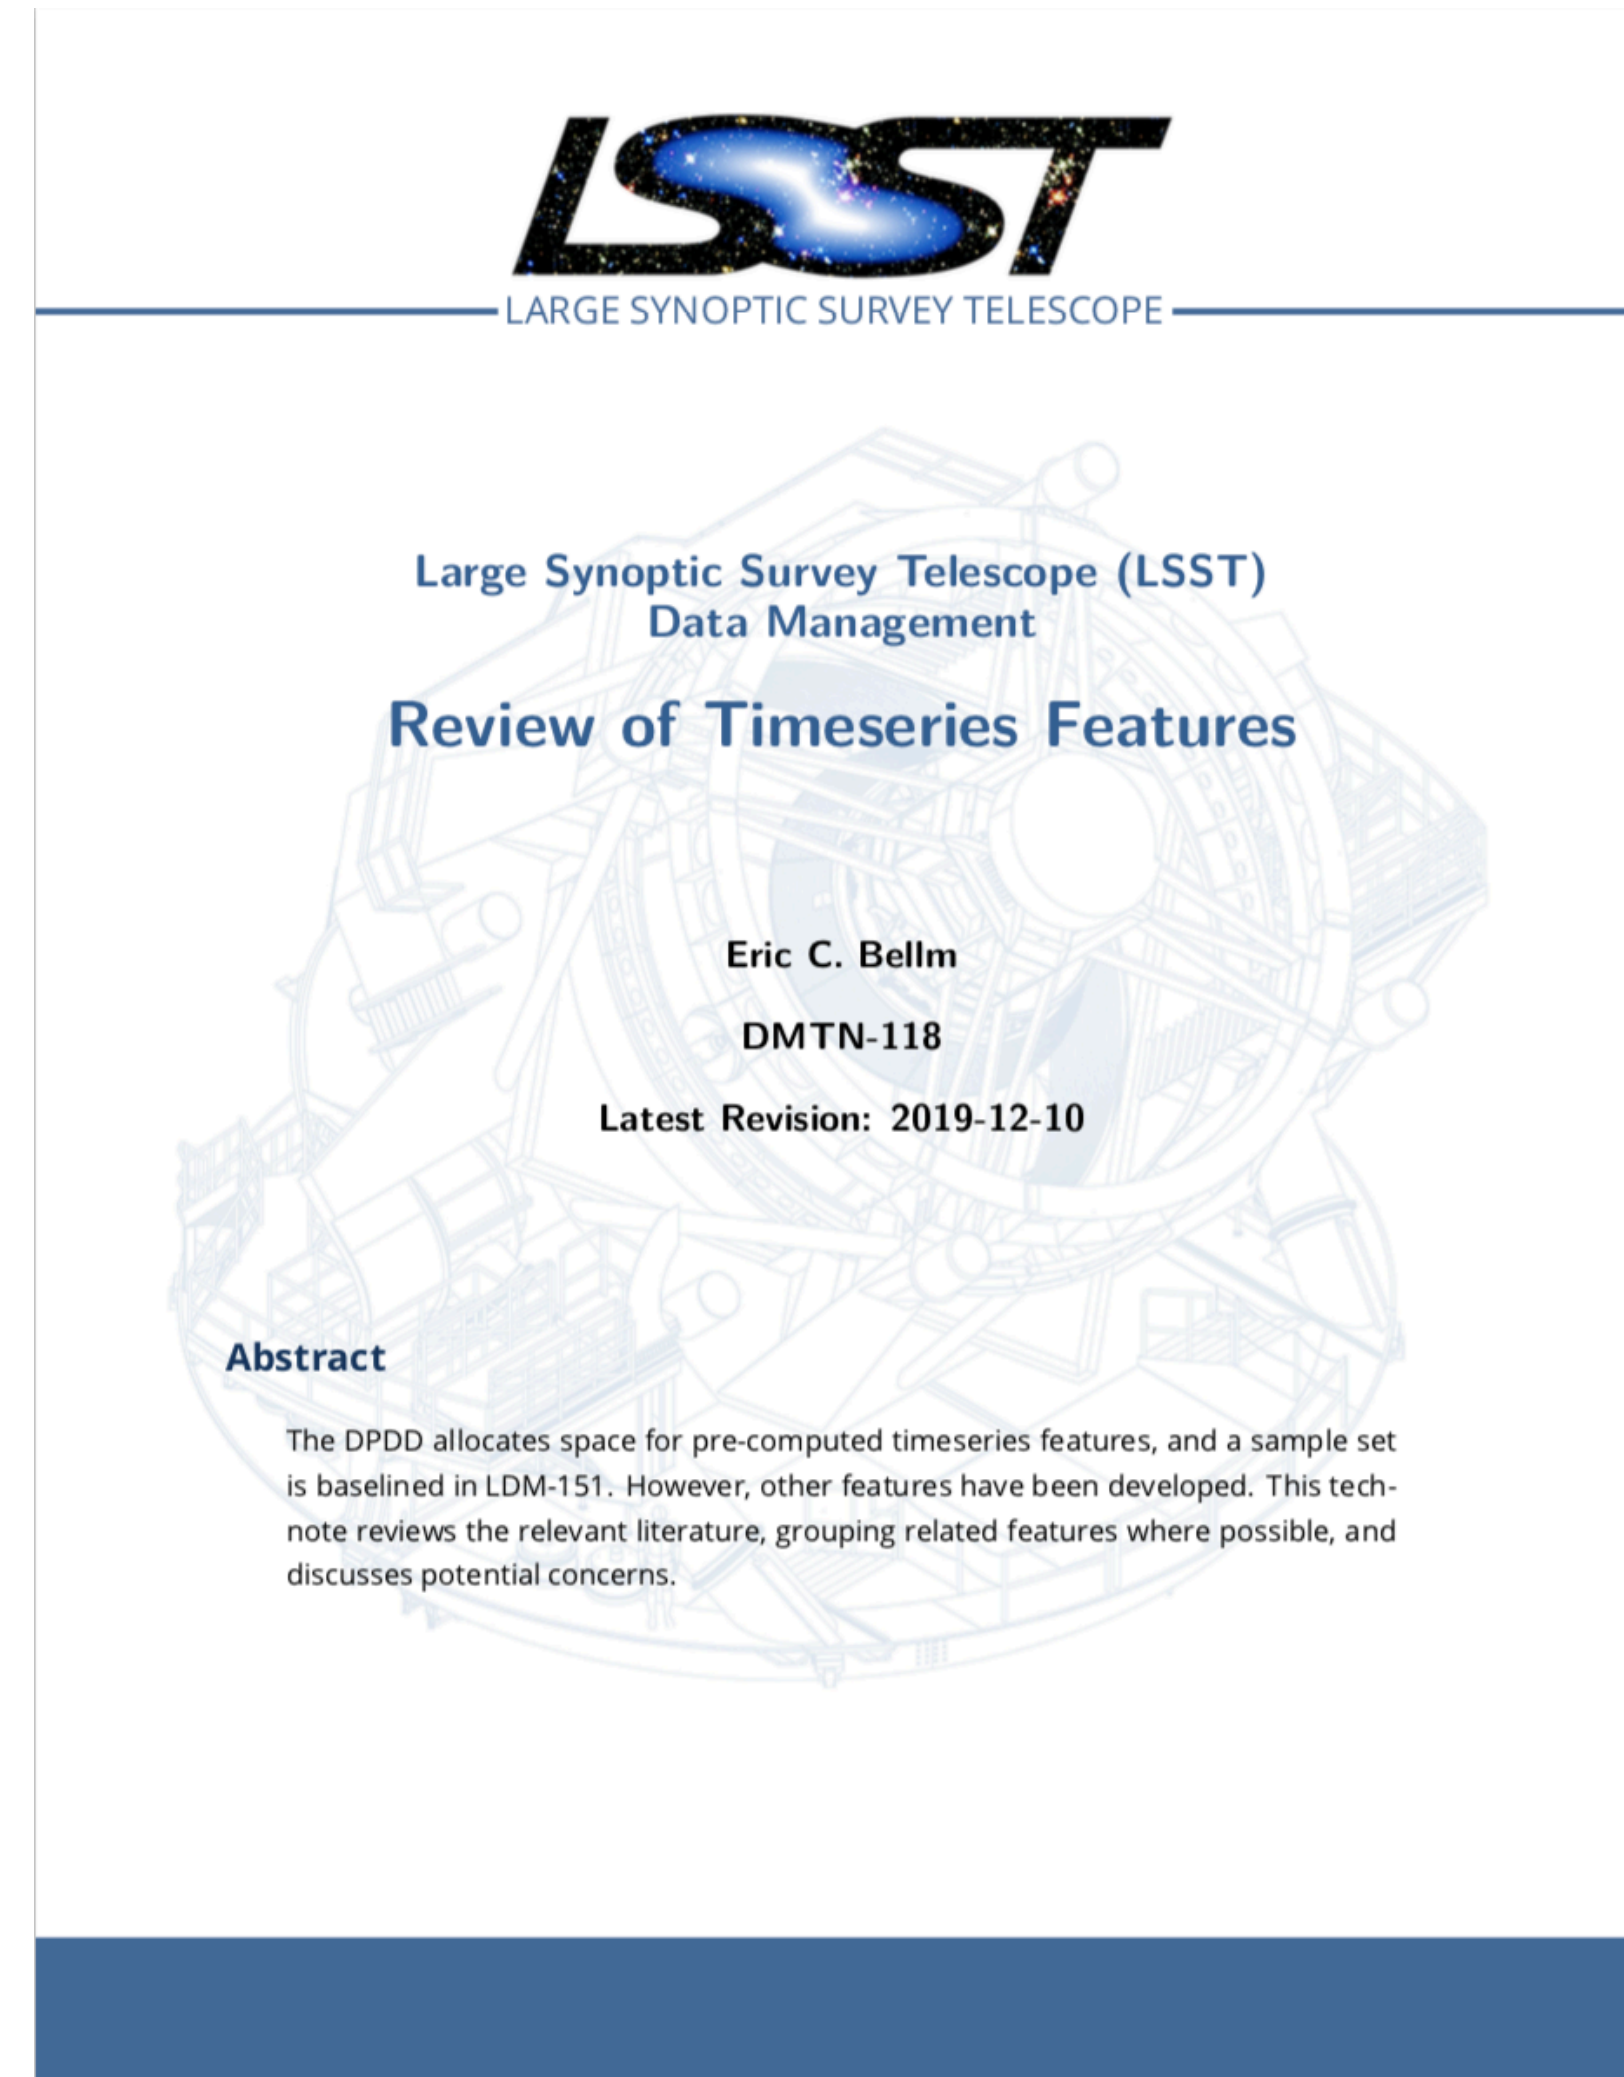 LSST
LARGE SYNOPTIC SURVEY TELESCOPE
Large Synoptic Survey Telescope (LSST)
Data Management
Review of Timeseries Features
Eric C. Bellm
DMTN-118
Latest Revision: 2019-12-10
Abstract
The DPDD allocates space for pre-computed timeseries features, and a sample set
is baselined in LDM-151. However, other features have been developed. This tech-
note reviews the relevant literature, grouping related features where possible, and
discusses potential concerns.